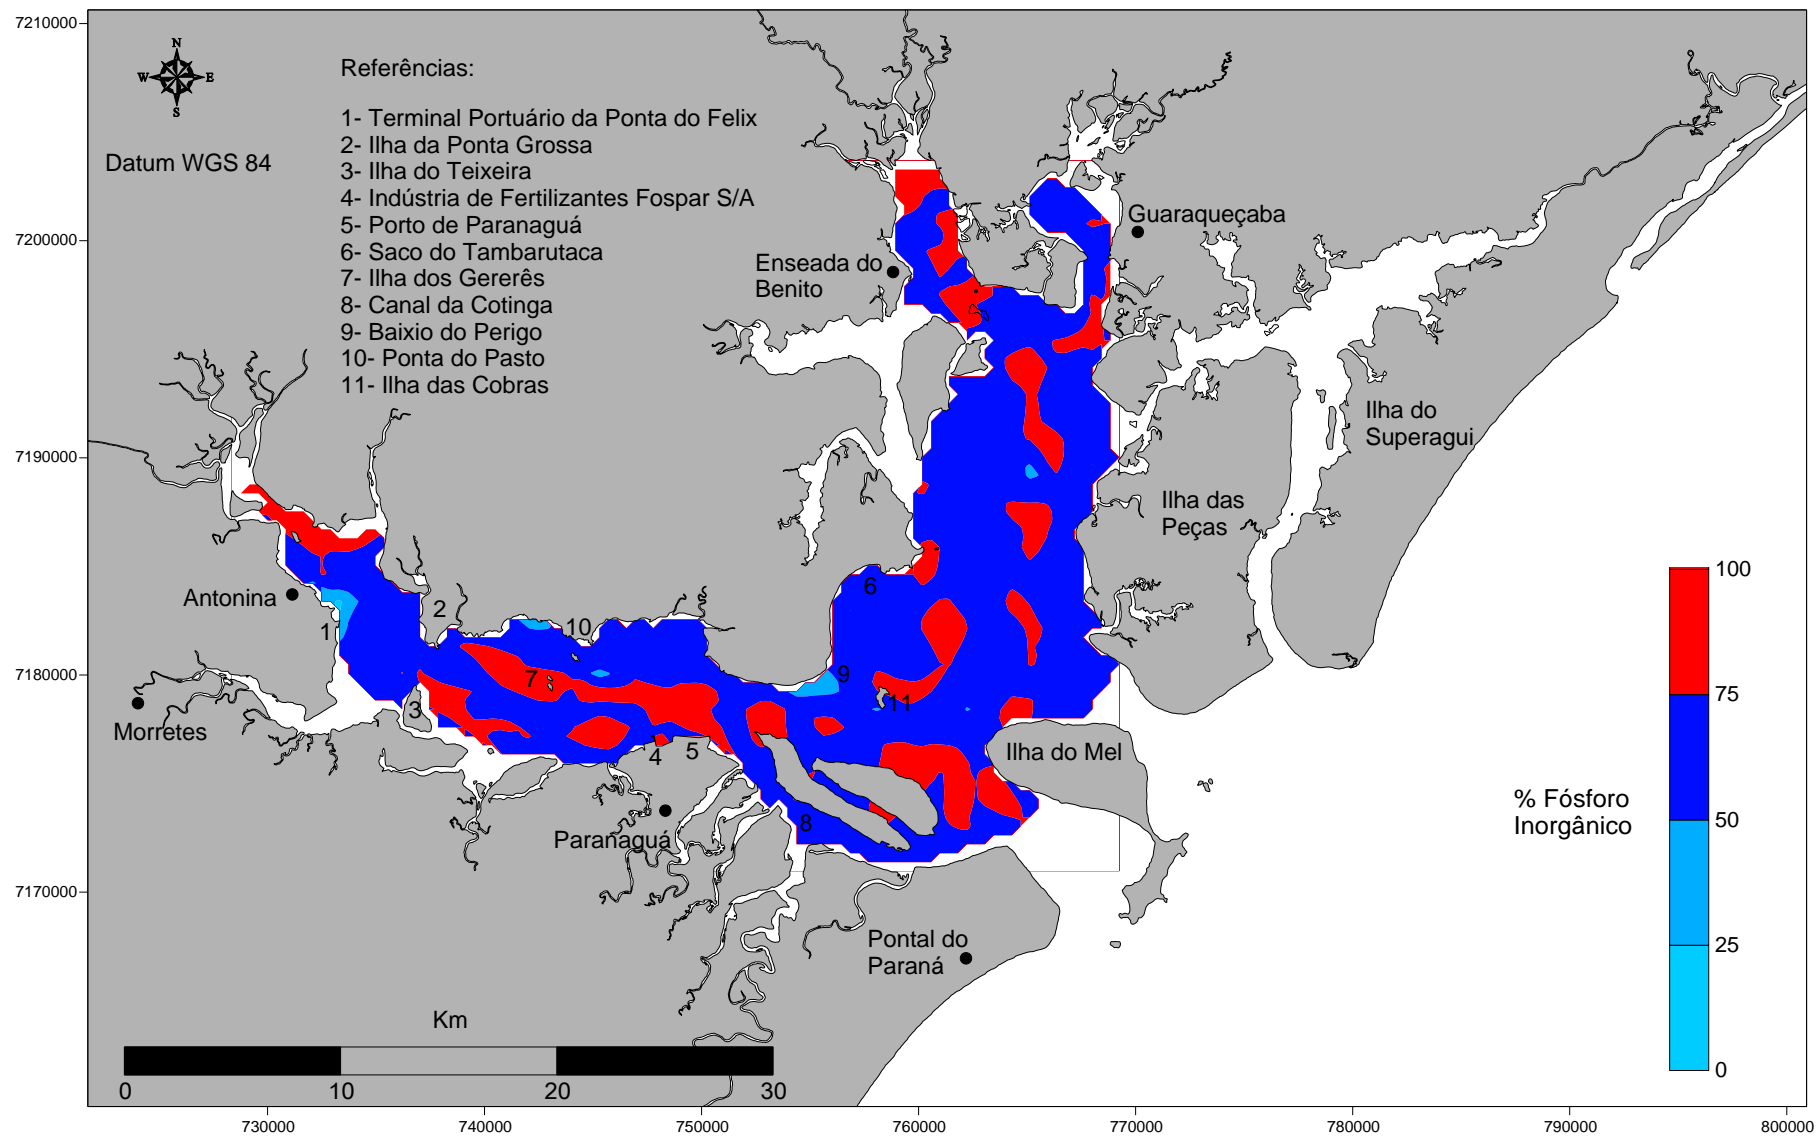 7210000
7200000
7190000
7180000
7170000
N
W
E
S
Datum WGS 84
Referências:
1- Terminal Portuário da Ponta do Felix
2- Ilha da Ponta Grossa
3- Ilha do Teixeira
4- Indústria de Fertilizantes Fospar S/A
5- Porto de Paranaguá
6- Saco do Tambarutaca
7- Ilha dos Gererês
8- Canal da Cotinga
9- Baixio do Perigo
10- Ponta do Pasto
11- Ilha das Cobras
Guaraqueçaba
Enseada do
Benito
Ilha do
Superagui
Ilha das
Peças
Antonina
1
2
10
6
9
7
3
11
4
5
8
Morretes
Ilha do Mel
Paranaguá
Pontal do
Paraná
% Fósforo
Inorgânico
100
75
50
25
0
Km
0
10
20
30
730000
740000
750000
760000
770000
780000
790000
800000